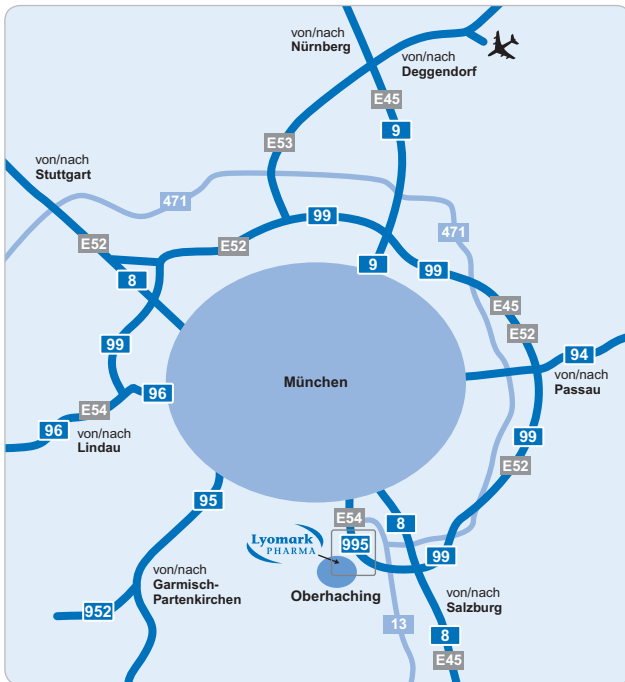 von/nach
Nürnberg
von/nach
Deggendorf
E45
9
E53
von/nach
Stuttgart
471
99
471
E52
E52
9
99
8
E45
E52
99
94
von/nach
Passau
München
96
E54
96
von/nach
Lindau
99
E52
95
E54
8
Lyomark
PHARMA
995
99
von/nach
Garmisch-
Partenkirchen
Oberhaching
von/nach
Salzburg
952
13
8
E45